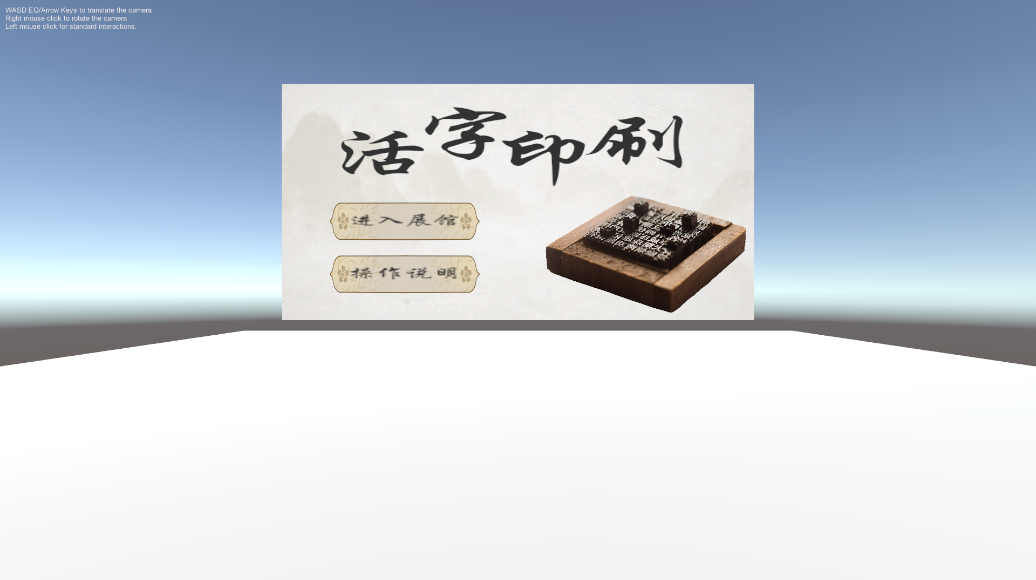 WASD EQ/Arrow Keys to translate the camera
Right mouse click to rotate the camera
Left mouse click for standard interactions.
活字印刷
进入展馆
操作说明